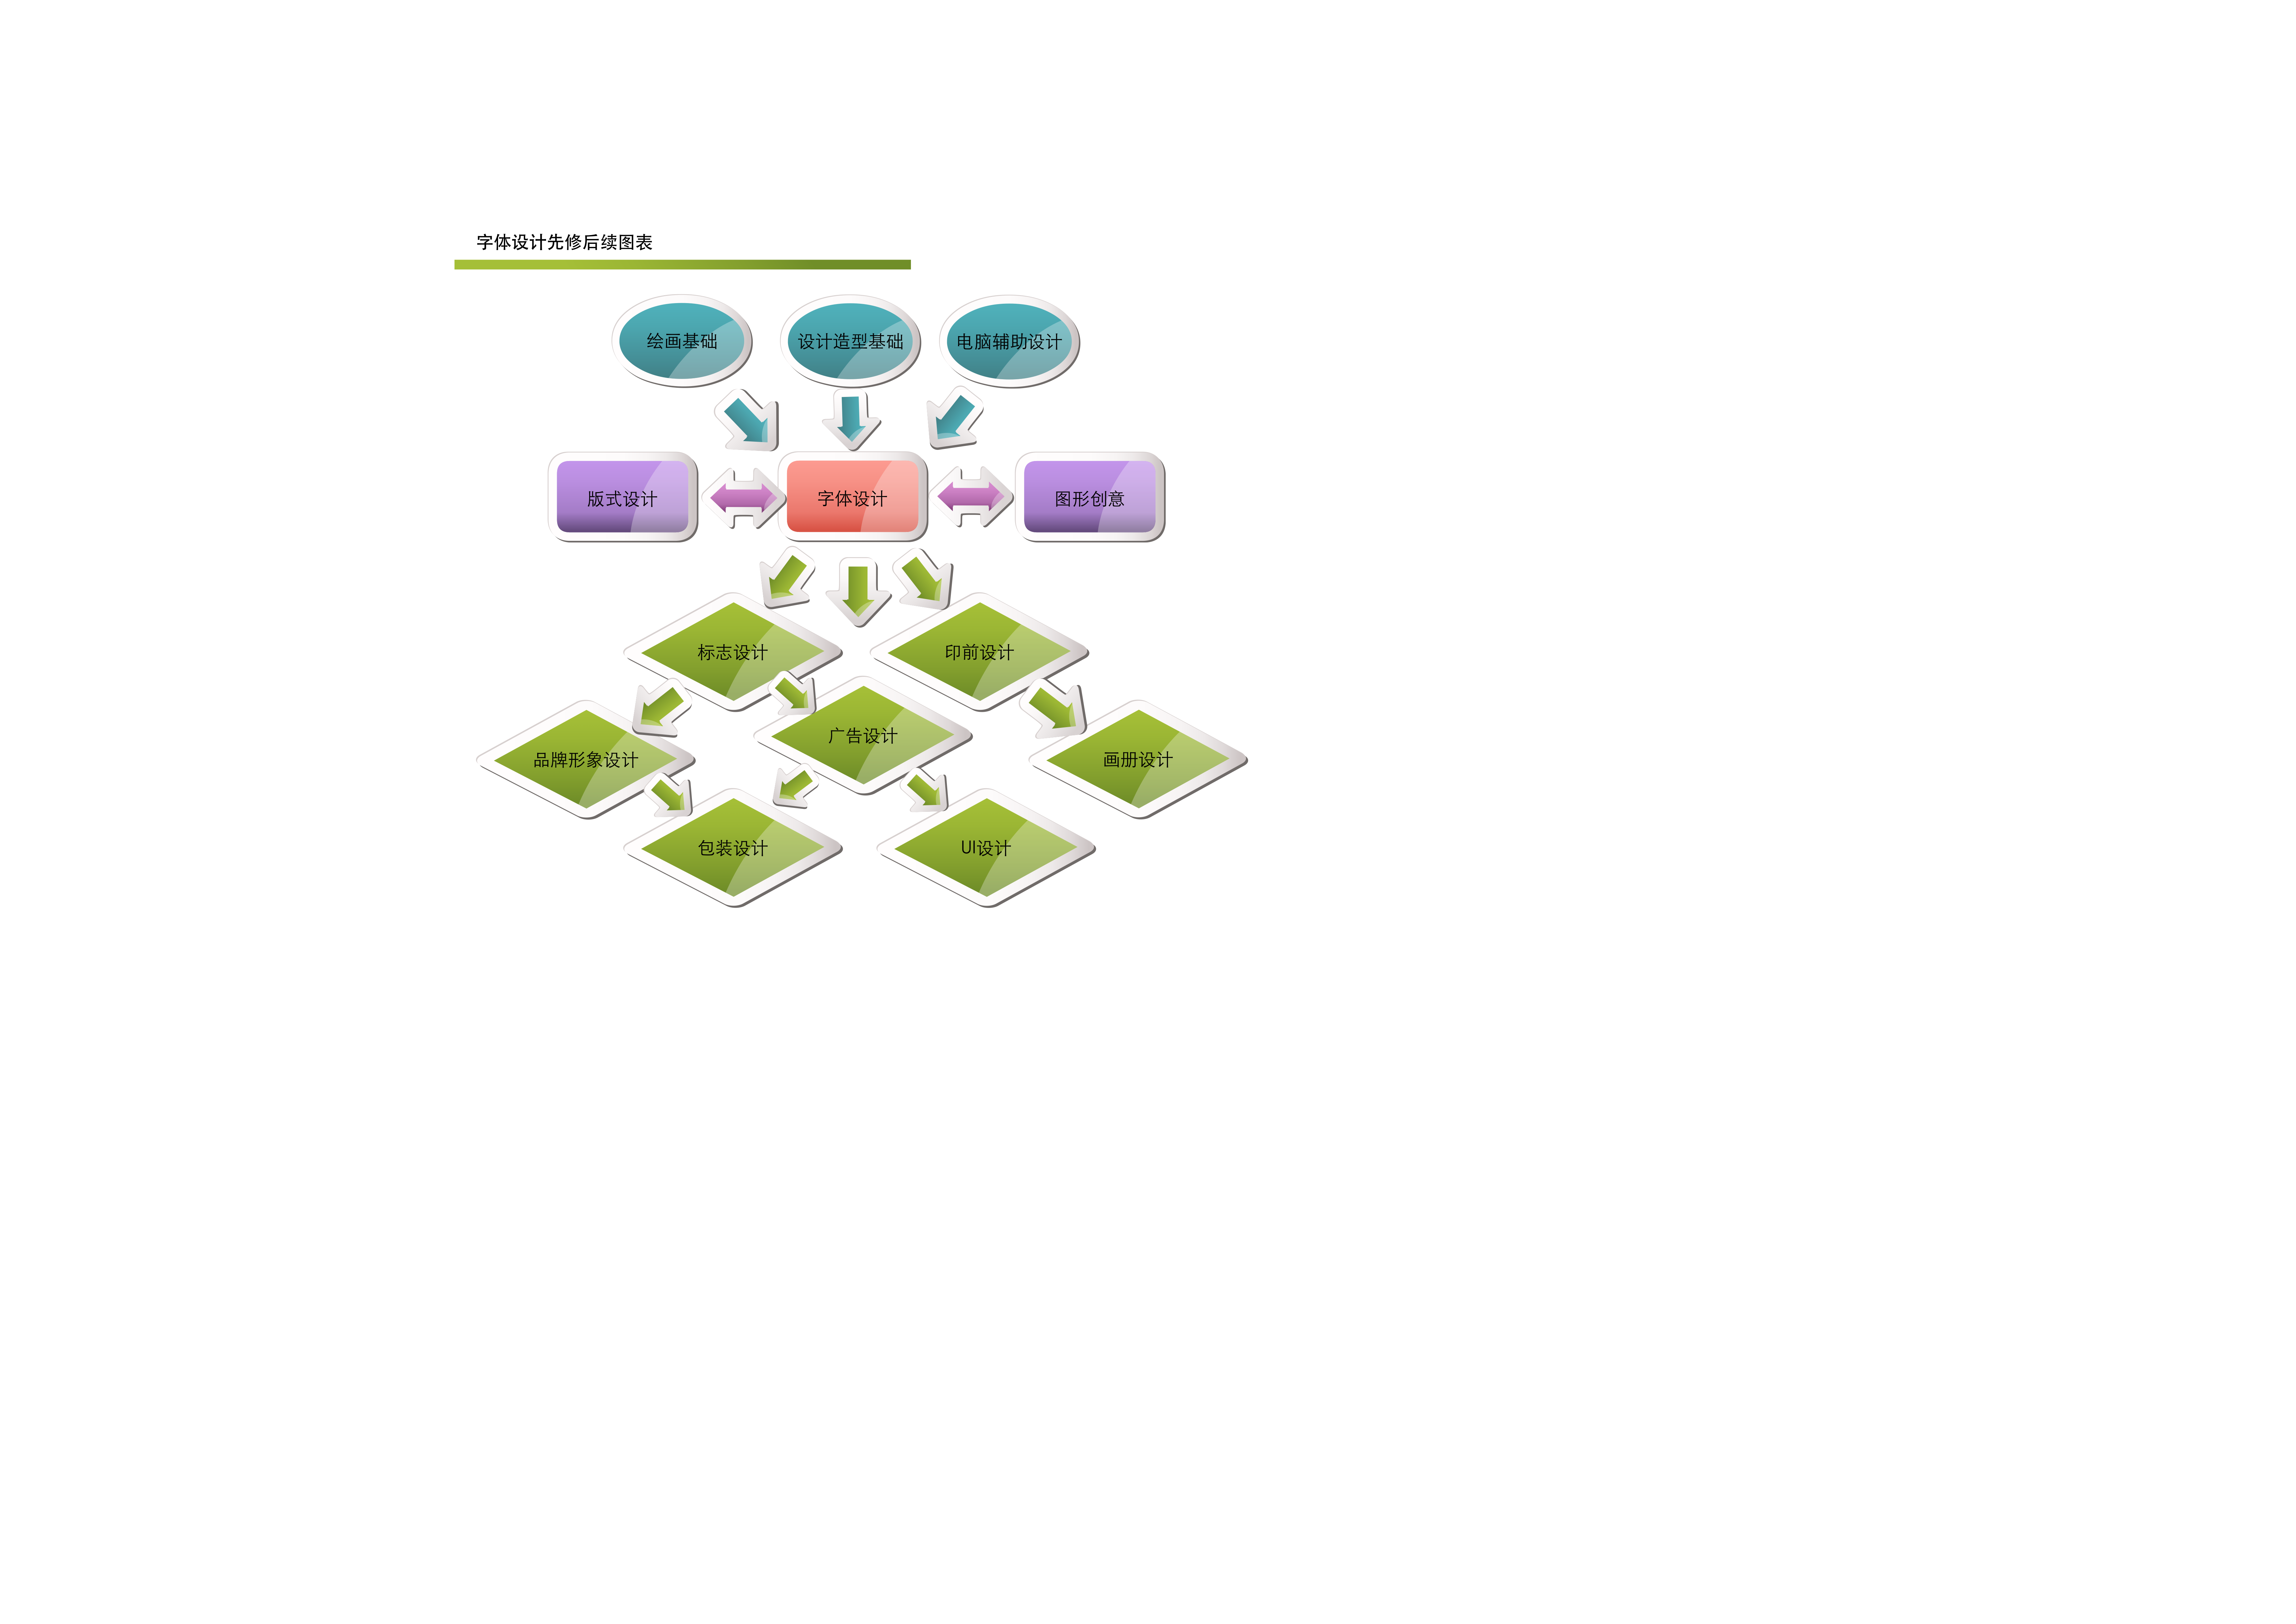 字体设计先修后续图表
绘画基础
设计造型基础
电脑辅助设计
版式设计
字体设计
图形创意
标志设计
印前设计
广告设计
品牌形象设计
画册设计
包装设计
UI设计